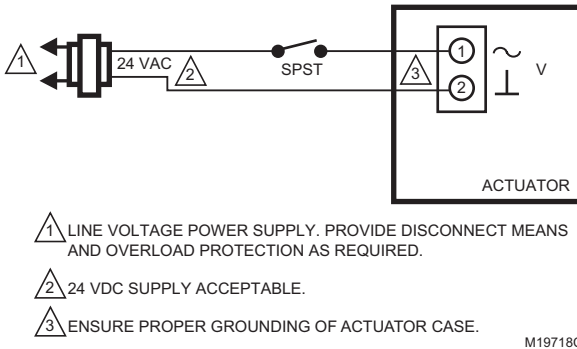 1
24 VAC
2
SPST
3
1
2
V
ACTUATOR
1 LINE VOLTAGE POWER SUPPLY. PROVIDE DISCONNECT MEANS
AND OVERLOAD PROTECTION AS REQUIRED.
2 24 VDC SUPPLY ACCEPTABLE.
3 ENSURE PROPER GROUNDING OF ACTUATOR CASE.